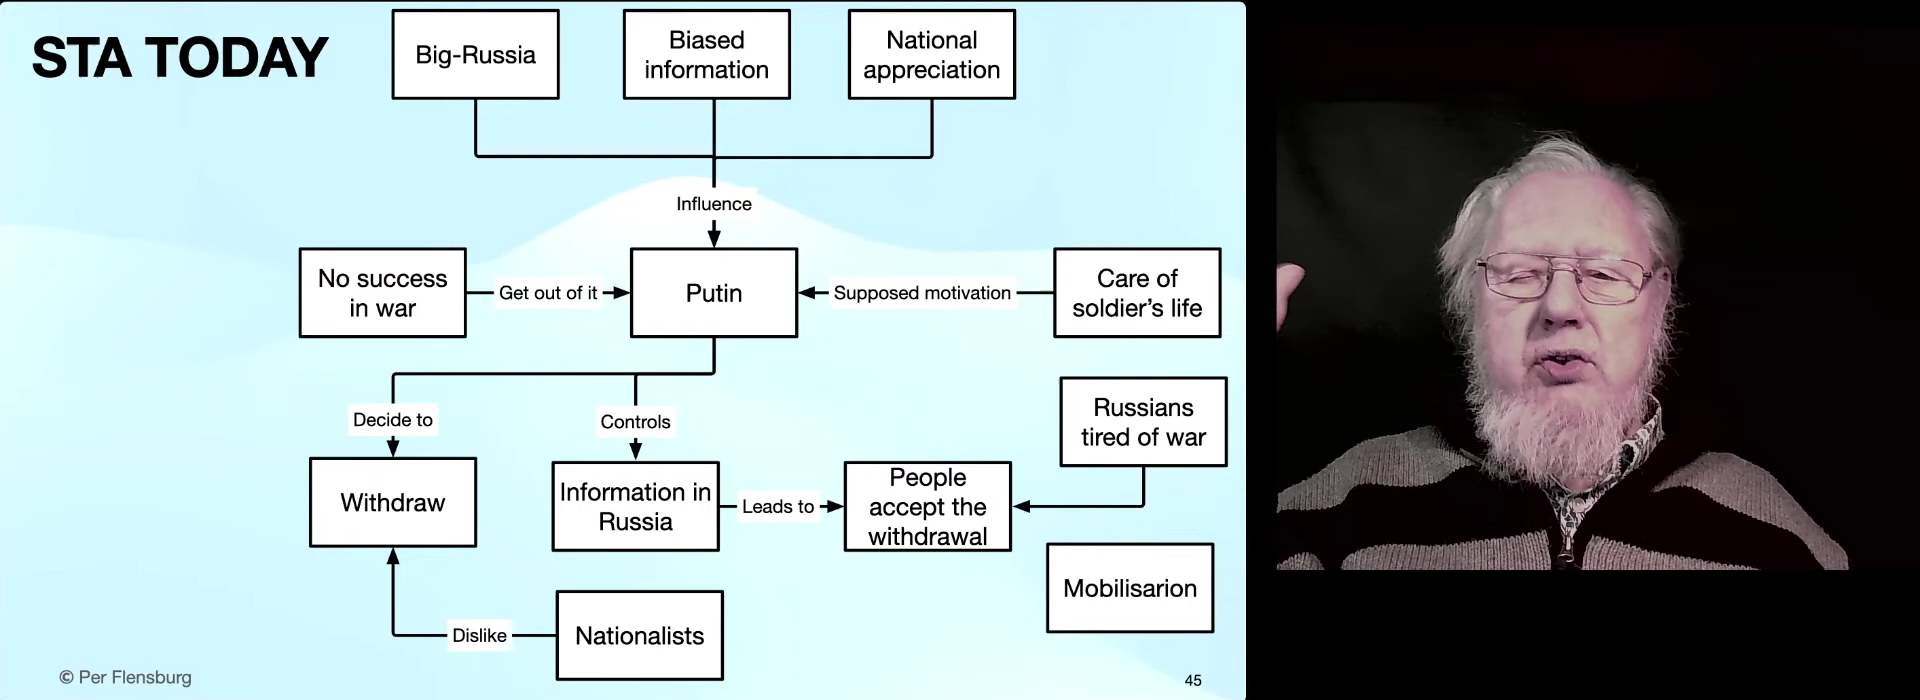 STA TODAY
Big-Russia
Biased
information
National
appreciation
Influence
No success
in war
Get out of it
Putin
Supposed motivation
Care of
soldier's life
Decide to
Controls
Russians
tired of war
Withdraw
Information in
Russia
Leads to
People
accept the
withdrawal
Mobilisarion
Dislike
Nationalists
© Per Flensburg
45